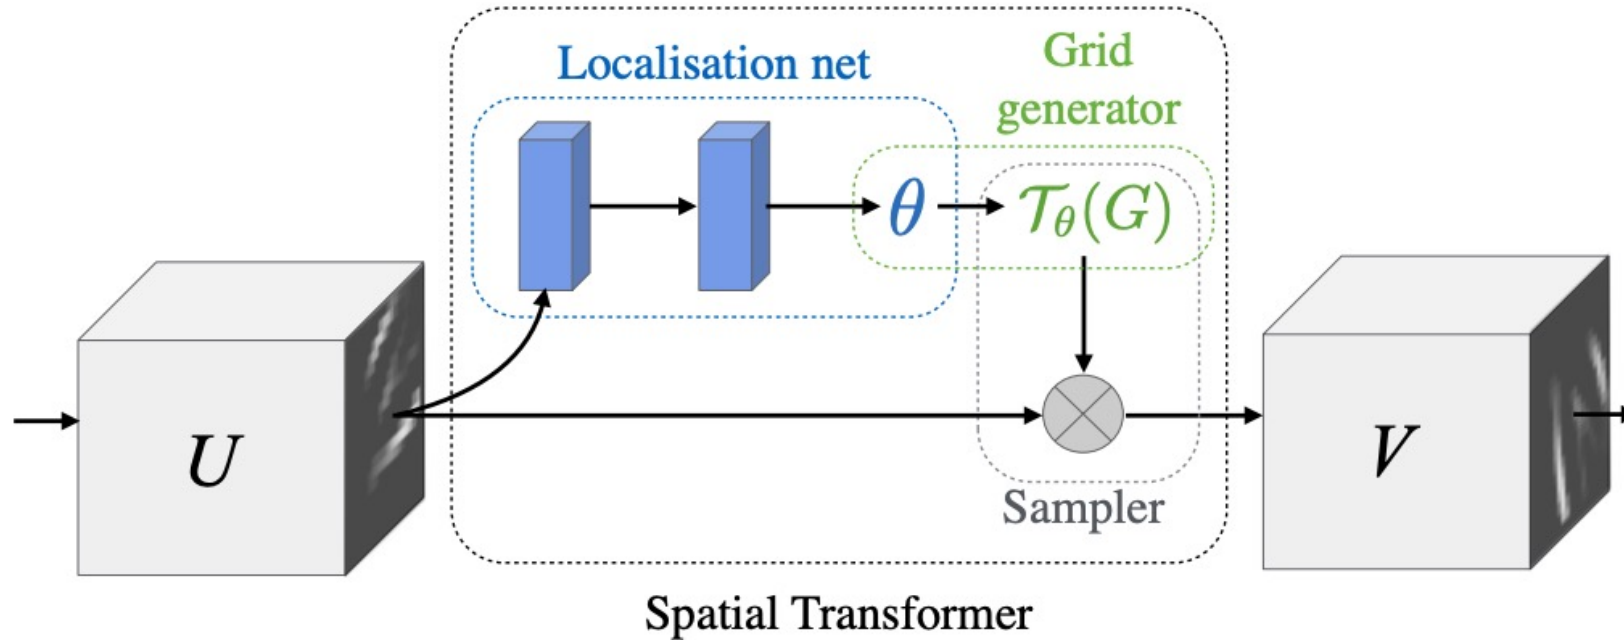 Localisation net
Grid
generator
θ
𝒯θ(G)
U
V
Sampler
Spatial Transformer